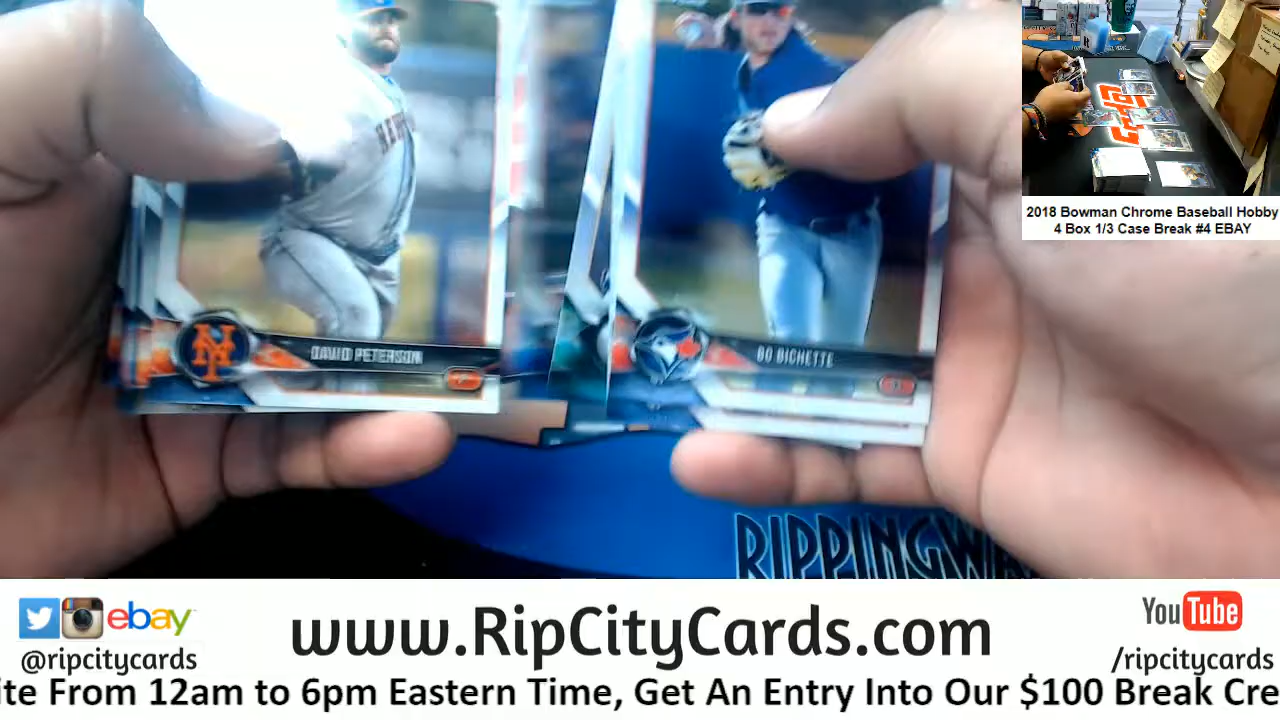 DAVID PETERSON
BO BICHETTE
2018 Bowman Chrome Baseball Hobby
4 Box 1/3 Case Break #4 EBAY
RIPPINGW
ebay
www.RipCityCards.com
YouTube
@ripcitycards
/ripcitycards
ite From 12am to 6pm Eastern Time, Get An Entry Into Our $100 Break Cre